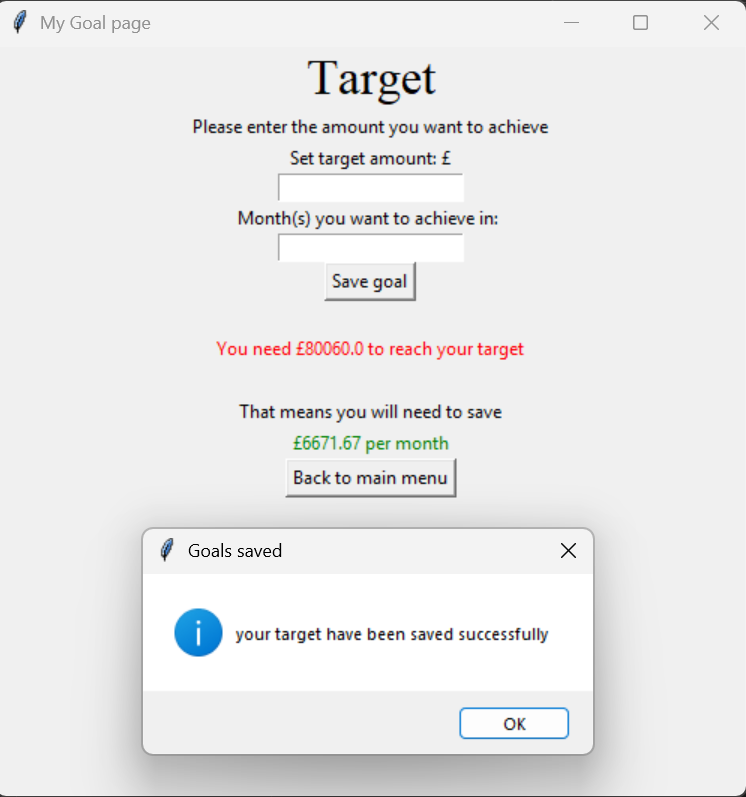 My Goal page
Target
Please enter the amount you want to achieve
Set target amount: £
Month(s) you want to achieve in:
Save goal
You need £80060.0 to reach your target
That means you will need to save
£6671.67 per month
Back to main menu
Goals saved
your target have been saved successfully
OK